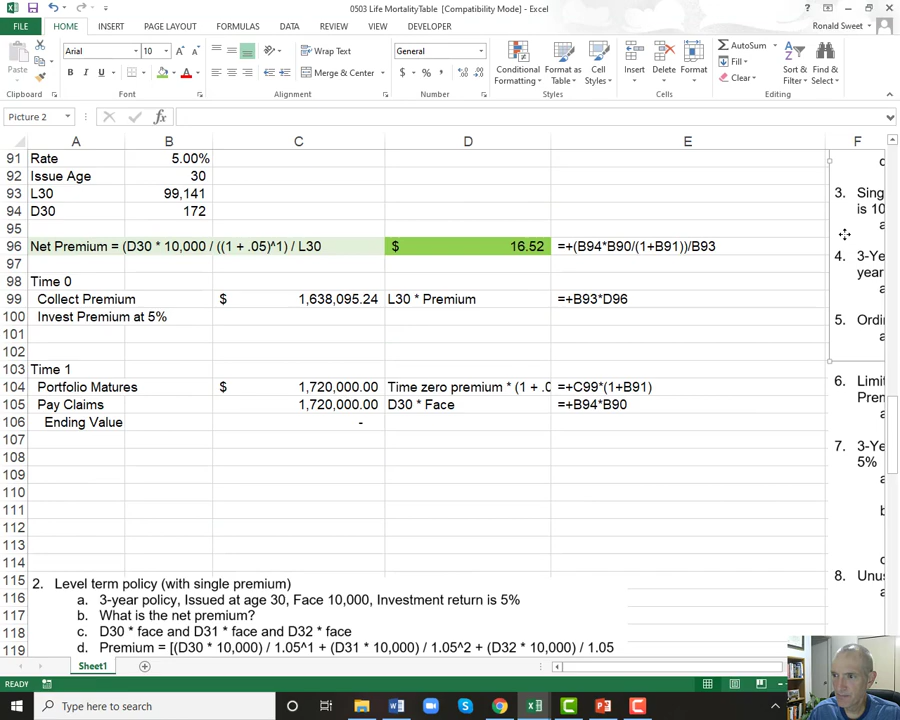 0503 Life MortalityTable [Compatibility Mode] - Excel
FILE HOME INSERT PAGE LAYOUT FORMULAS DATA REVIEW VIEW DEVELOPER Ronald Sweet
Paste Arial 10 Wrap Text General Conditional Formatting Format as Table Cell Styles Insert Delete Format AutoSum Fill Clear Sort & Filter Find & Select
B I U Merge & Center $ % ,
Clipboard Font Alignment Number Styles Cells Editing
Picture 2 fx
A B C D E F
91 Rate 5.00%
92 Issue Age 30
93 L30 99,141 3. Sing
94 D30 172 is 10
95 a
96 Net Premium = (D30 * 10,000 / ((1 + .05)^1) / L30 $ 16.52 =+(B94*B90/(1+B91))/B93
97 4. 3-Ye
98 Time 0 year
99 Collect Premium $ 1,638,095.24 L30 * Premium =+B93*D96 a
100 Invest Premium at 5% 5. Ordi
101 a
102
103 Time 1
104 Portfolio Matures $ 1,720,000.00 Time zero premium * (1 + .0 =+C99*(1+B91) 6. Limit
105 Pay Claims 1,720,000.00 D30 * Face =+B94*B90 Pren
106 Ending Value - a
107 7. 3-Ye
108 5%
109 a
110
111 b
112
113
114 c
115 2. Level term policy (with single premium) 8. Unus
116 a. 3-year policy, Issued at age 30, Face 10,000, Investment return is 5% a
117 b. What is the net premium?
118 c. D30 * face and D31 * face and D32 * face
119 d. Premium = [(D30 * 10,000) / 1.05^1 + (D31 * 10,000) / 1.05^2 + (D32 * 10,000) / 1.05
Sheet1
READY
Type here to search